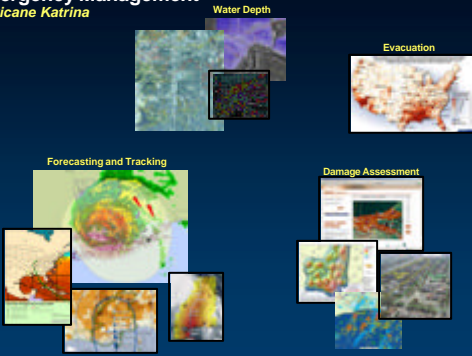 ergency Management
icane Katrina
Water Depth
Evacuation
Forecasting and Tracking
Damage Assessment